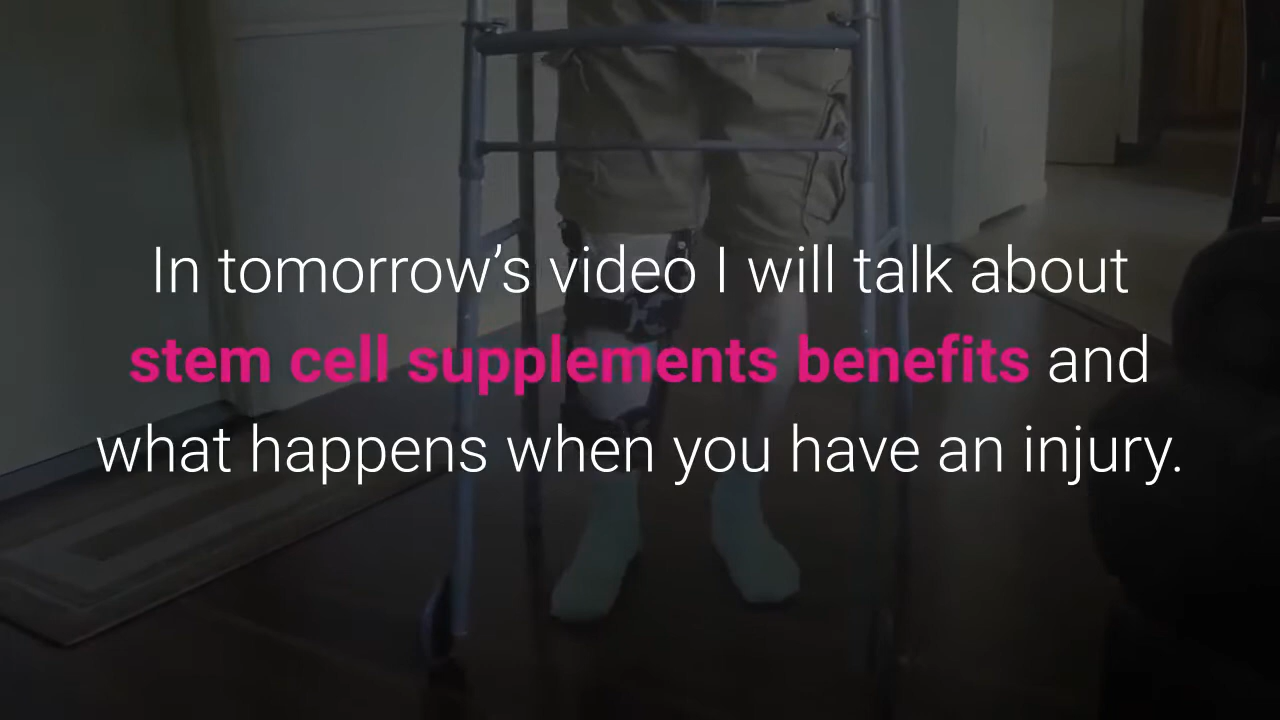 In tomorrow’s video I will talk about
stem cell supplements benefits and
what happens when you have an injury.